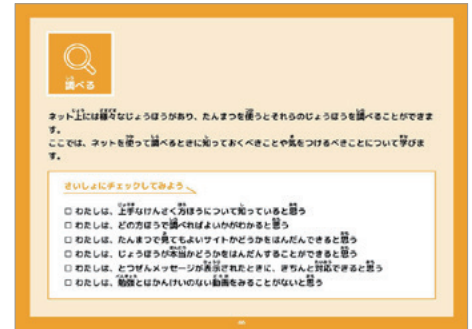 調べる
ネット上には様々なじょうほうがあり、たんまつを使うとそれらのじょうほうを調べることができま
す。
ここでは、ネットを使って調べるときに知っておくべきことや気をつけるべきことについて学びま
す。
さいしょにチェックしてみよう
□ わたしは、上手なけんさく方ほうについて知っていると思う
□ わたしは、どの方ほうで調べればよいかがわかると思う
□ わたしは、たんまつで見てもよいサイトかどうかをはんだんできると思う
□ わたしは、じょうほうが本当かどうかをはんだんすることができると思う
□ わたしは、とつぜんメッセージが表示されたときに、きちんと対応できると思う
□ わたしは、勉強とはかんけいのない動画をみることがないと思う